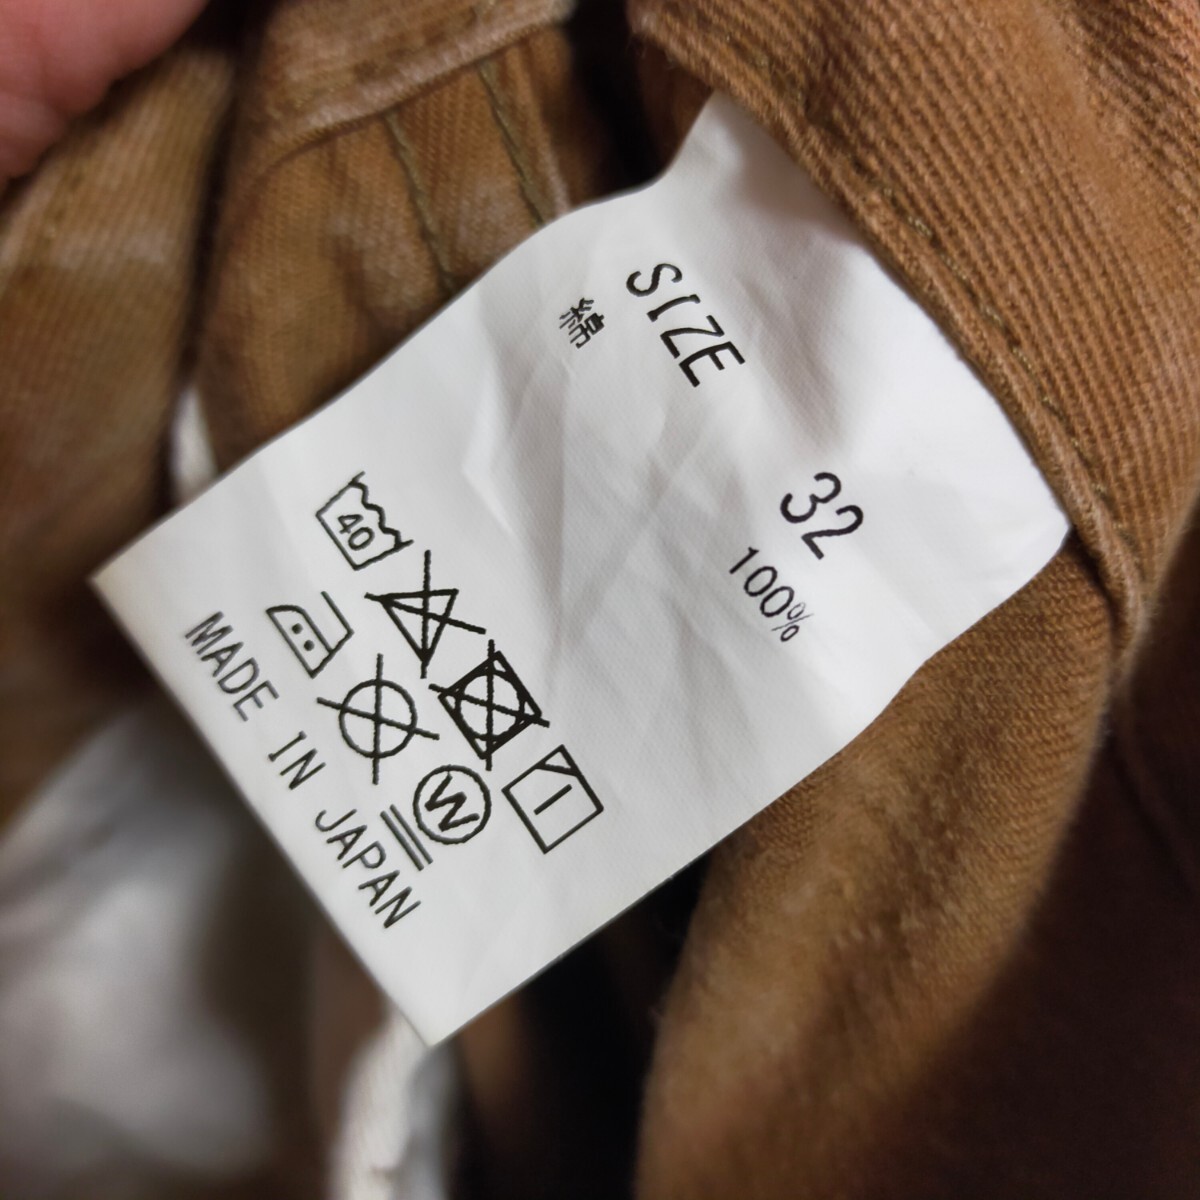 SIZE 32
綿 100%
40
W
MADE IN JAPAN